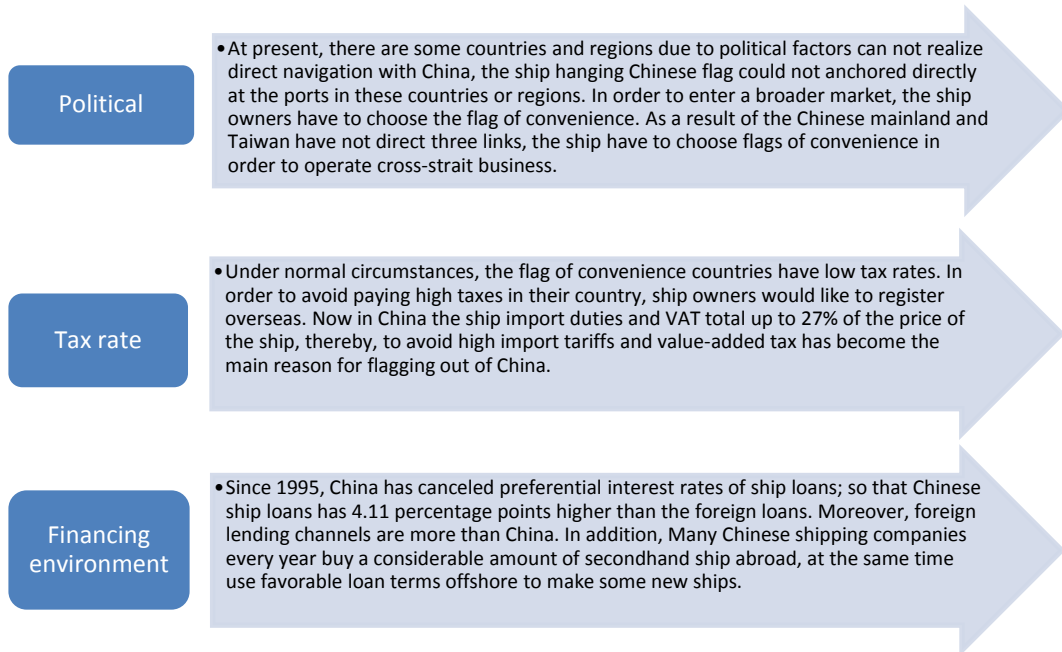 Political
•At present, there are some countries and regions due to political factors can not realize
direct navigation with China, the ship hanging Chinese flag could not anchored directly
at the ports in these countries or regions. In order to enter a broader market, the ship
owners have to choose the flag of convenience. As a result of the Chinese mainland and
Taiwan have not direct three links, the ship have to choose flags of convenience in
order to operate cross-strait business.
Tax rate
•Under normal circumstances, the flag of convenience countries have low tax rates. In
order to avoid paying high taxes in their country, ship owners would like to register
overseas. Now in China the ship import duties and VAT total up to 27% of the price of
the ship, thereby, to avoid high import tariffs and value-added tax has become the
main reason for flagging out of China.
Financing
environment
•Since 1995, China has canceled preferential interest rates of ship loans; so that Chinese
ship loans has 4.11 percentage points higher than the foreign loans. Moreover, foreign
lending channels are more than China. In addition, Many Chinese shipping companies
every year buy a considerable amount of secondhand ship abroad, at the same time
use favorable loan terms offshore to make some new ships.